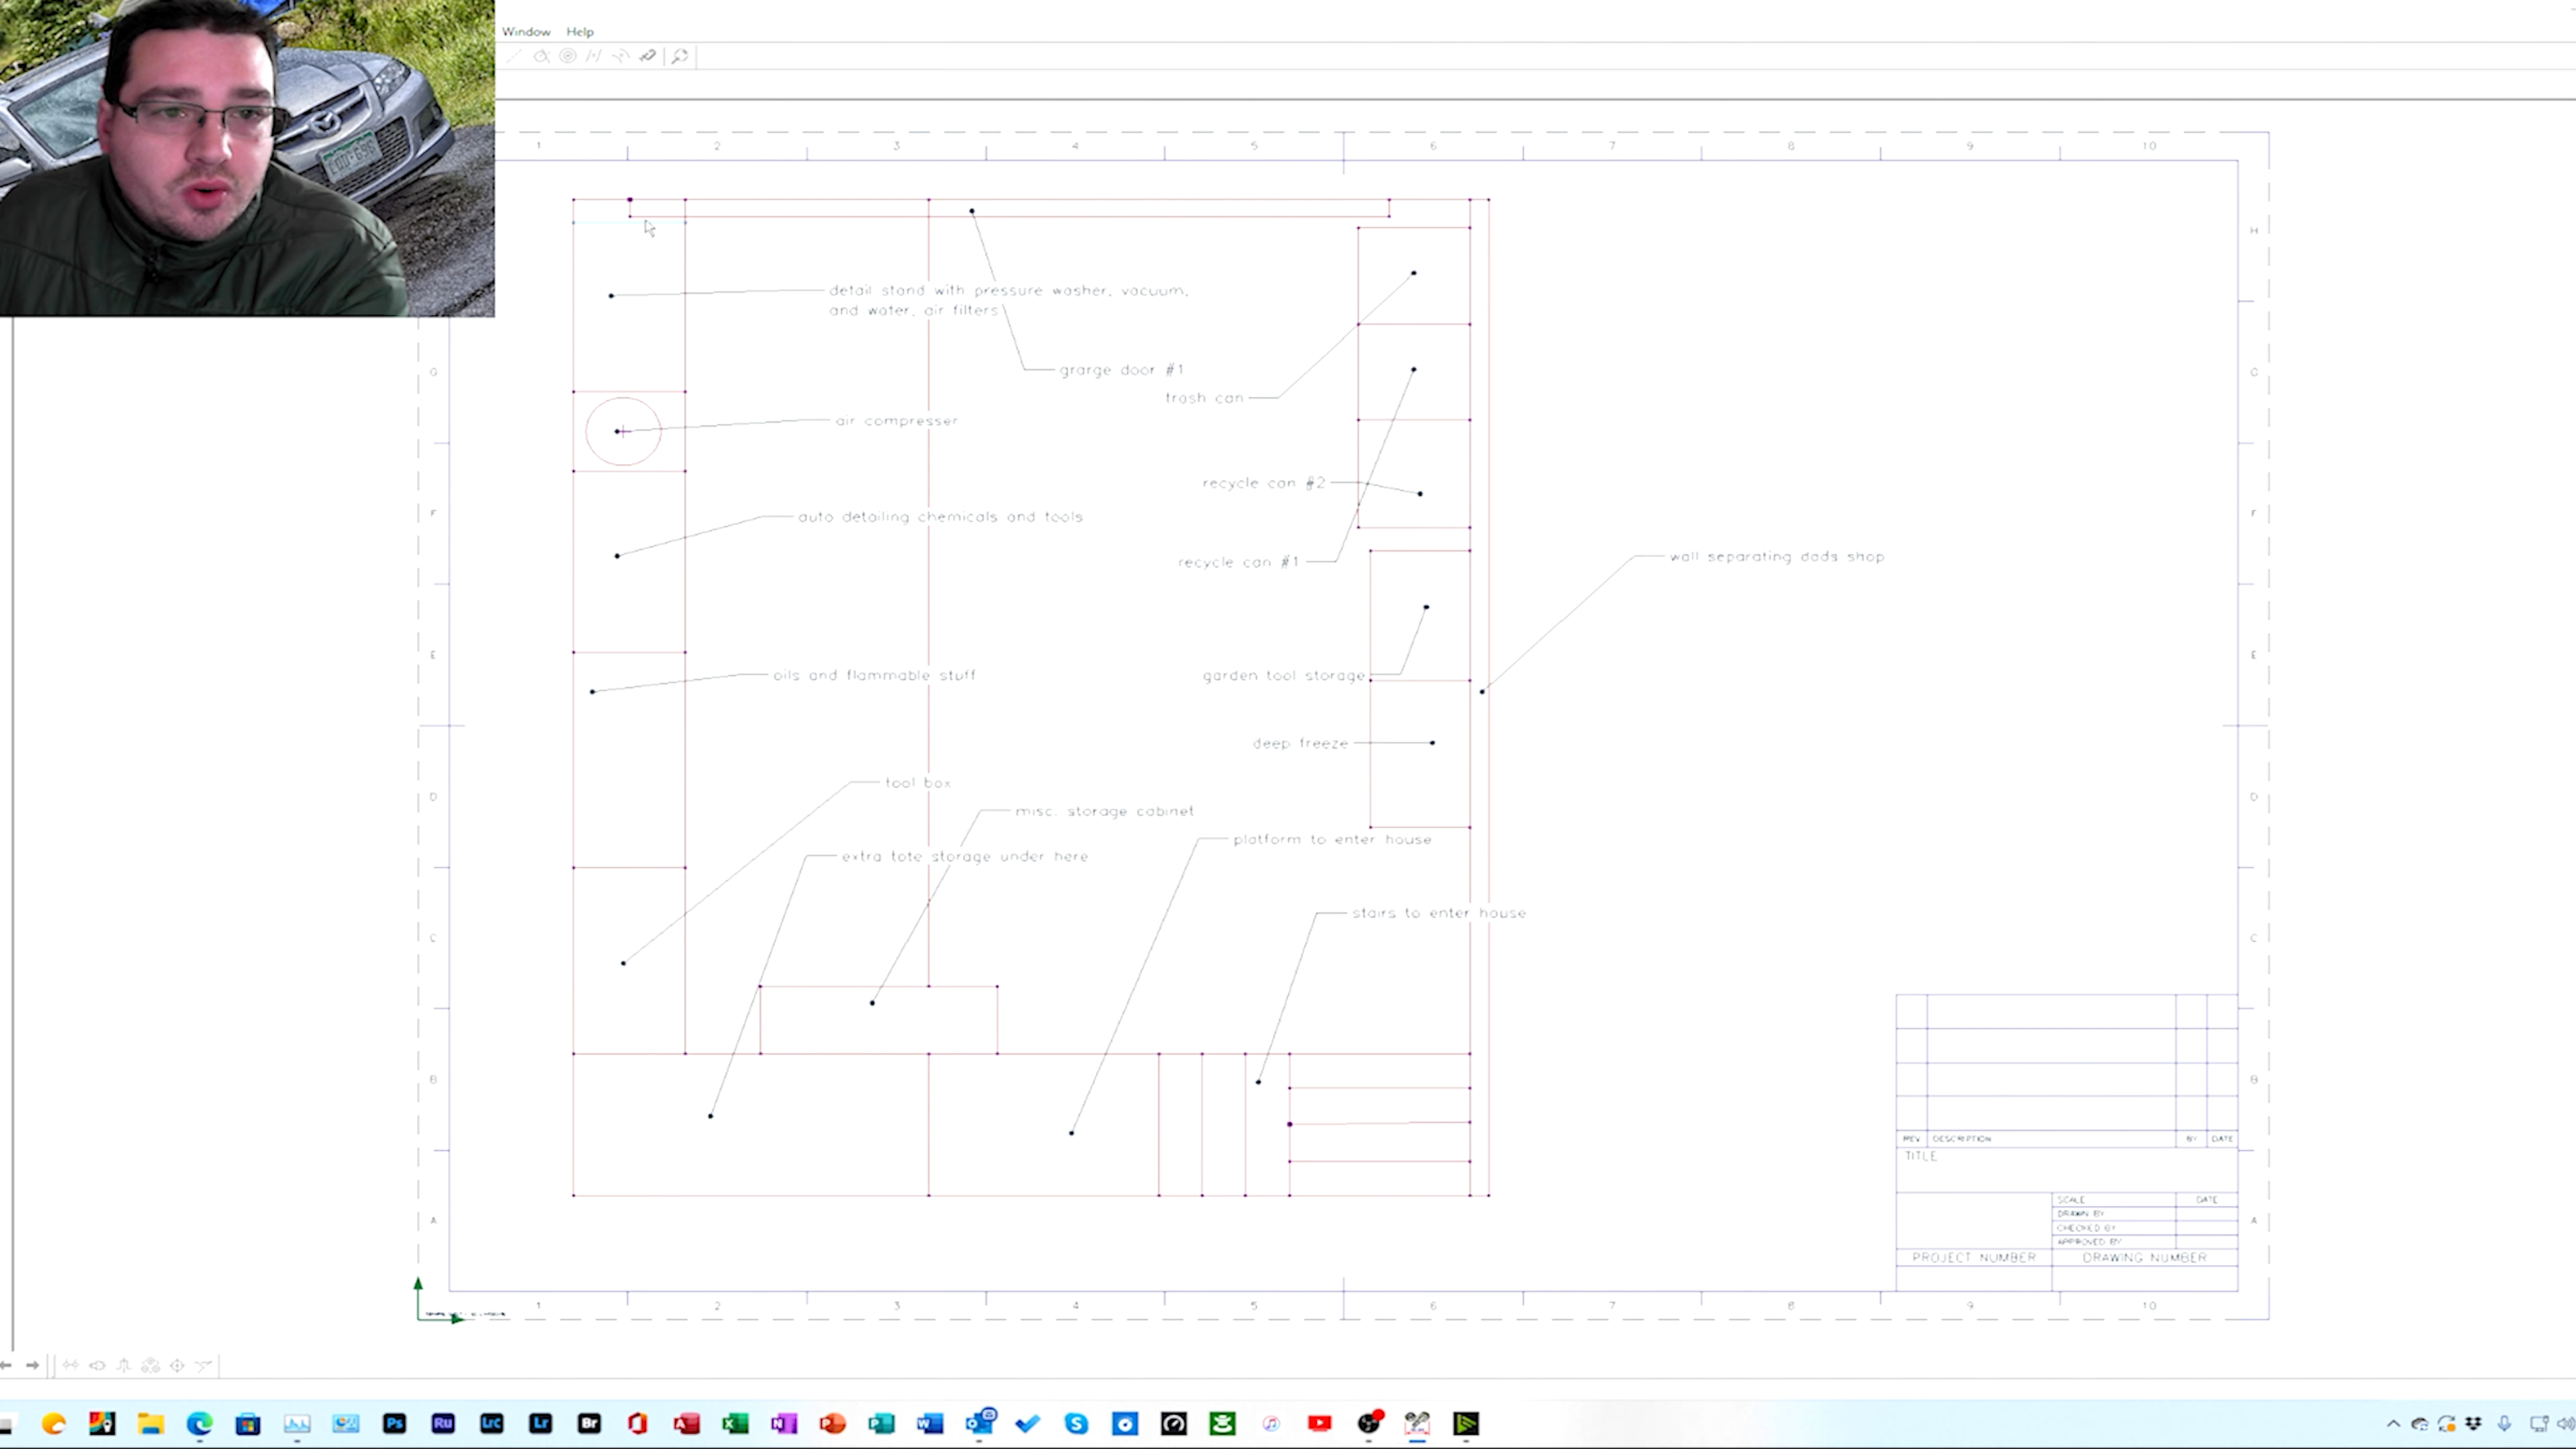 Window Help
1 2 3 4 5 6 7 8 9 10
H
detail stand with pressure washer, vacuum,
and water, air filters
grarge door #1
G G
trash can
air compresser
recycle can #2
F auto detailing chemicals and tools F
wall separating dads shop
recycle can #1
E E
oils and flammable stuff
garden tool storage
deep freeze
tool box
D D
misc. storage cabinet
platform to enter house
extra tote storage under here
stairs to enter house
C C
B B
REV DESCRIPTION BY DATE
TITLE
SCALE DATE
DRAWN BY
A A
CHECKED BY
APPROVED BY
PROJECT NUMBER DRAWING NUMBER
1 2 3 4 5 6 7 8 9 10
Ps Ru LrC Lr Br